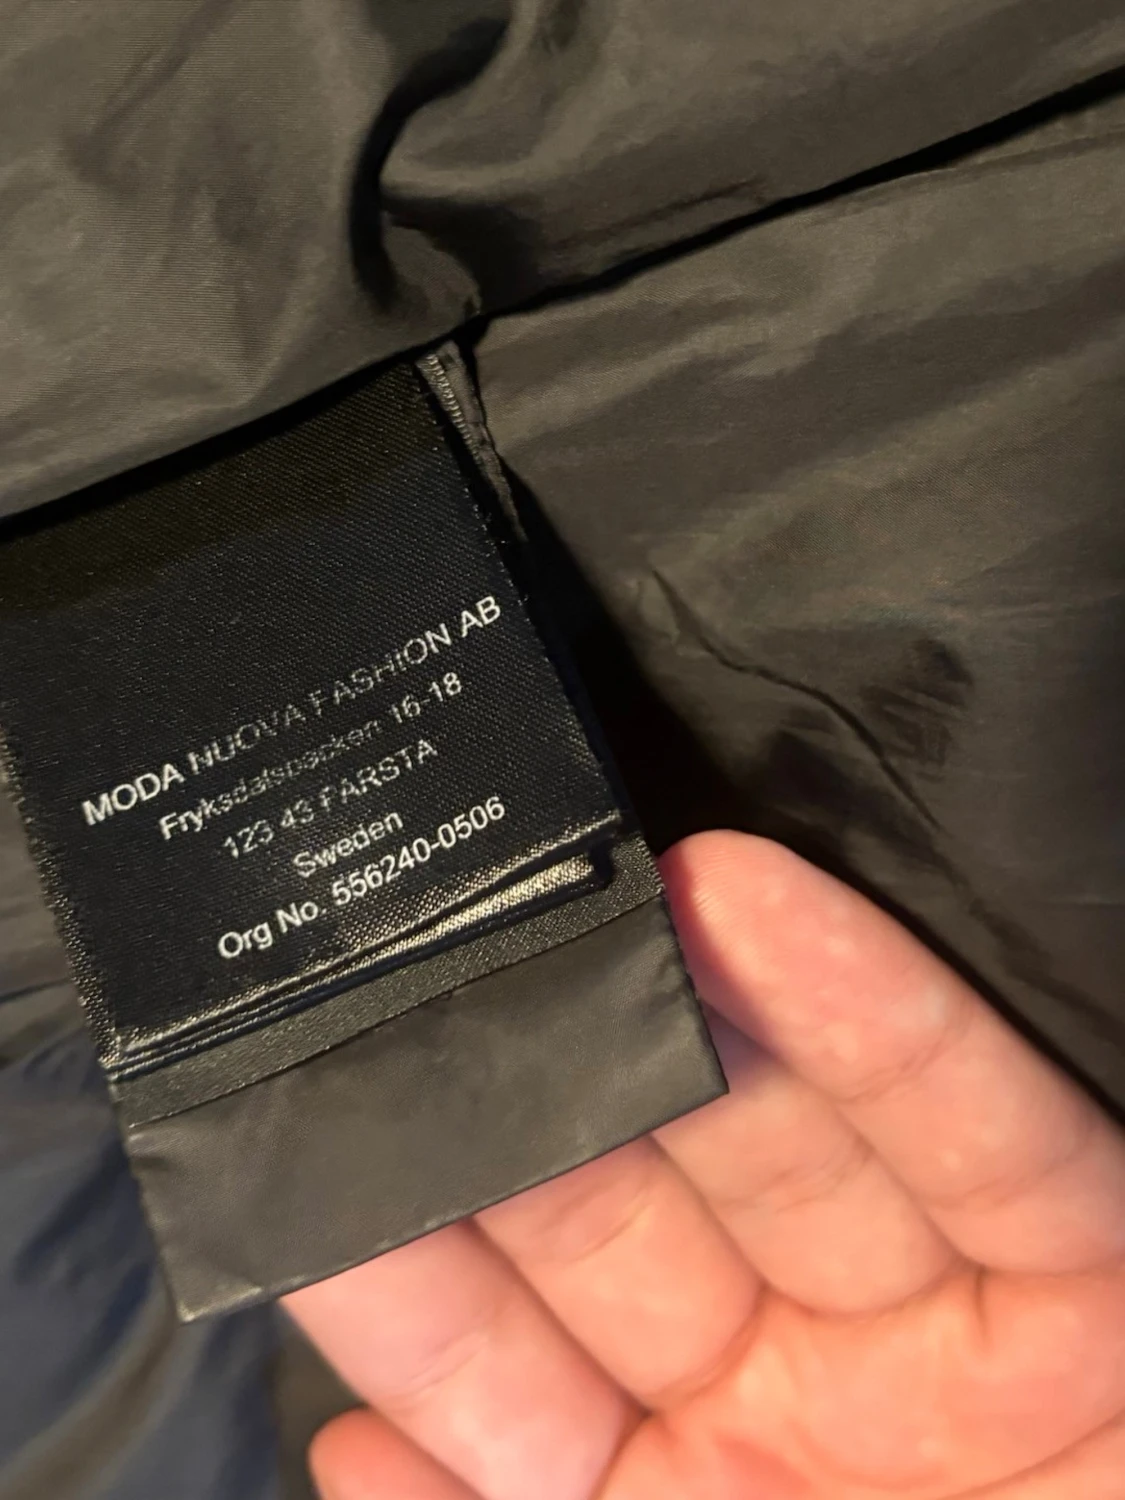 MODA NUOVA FASHION AB
Fryksdalsbacken 16-18
123 43 FARSTA
Sweden
Org No. 556240-0506